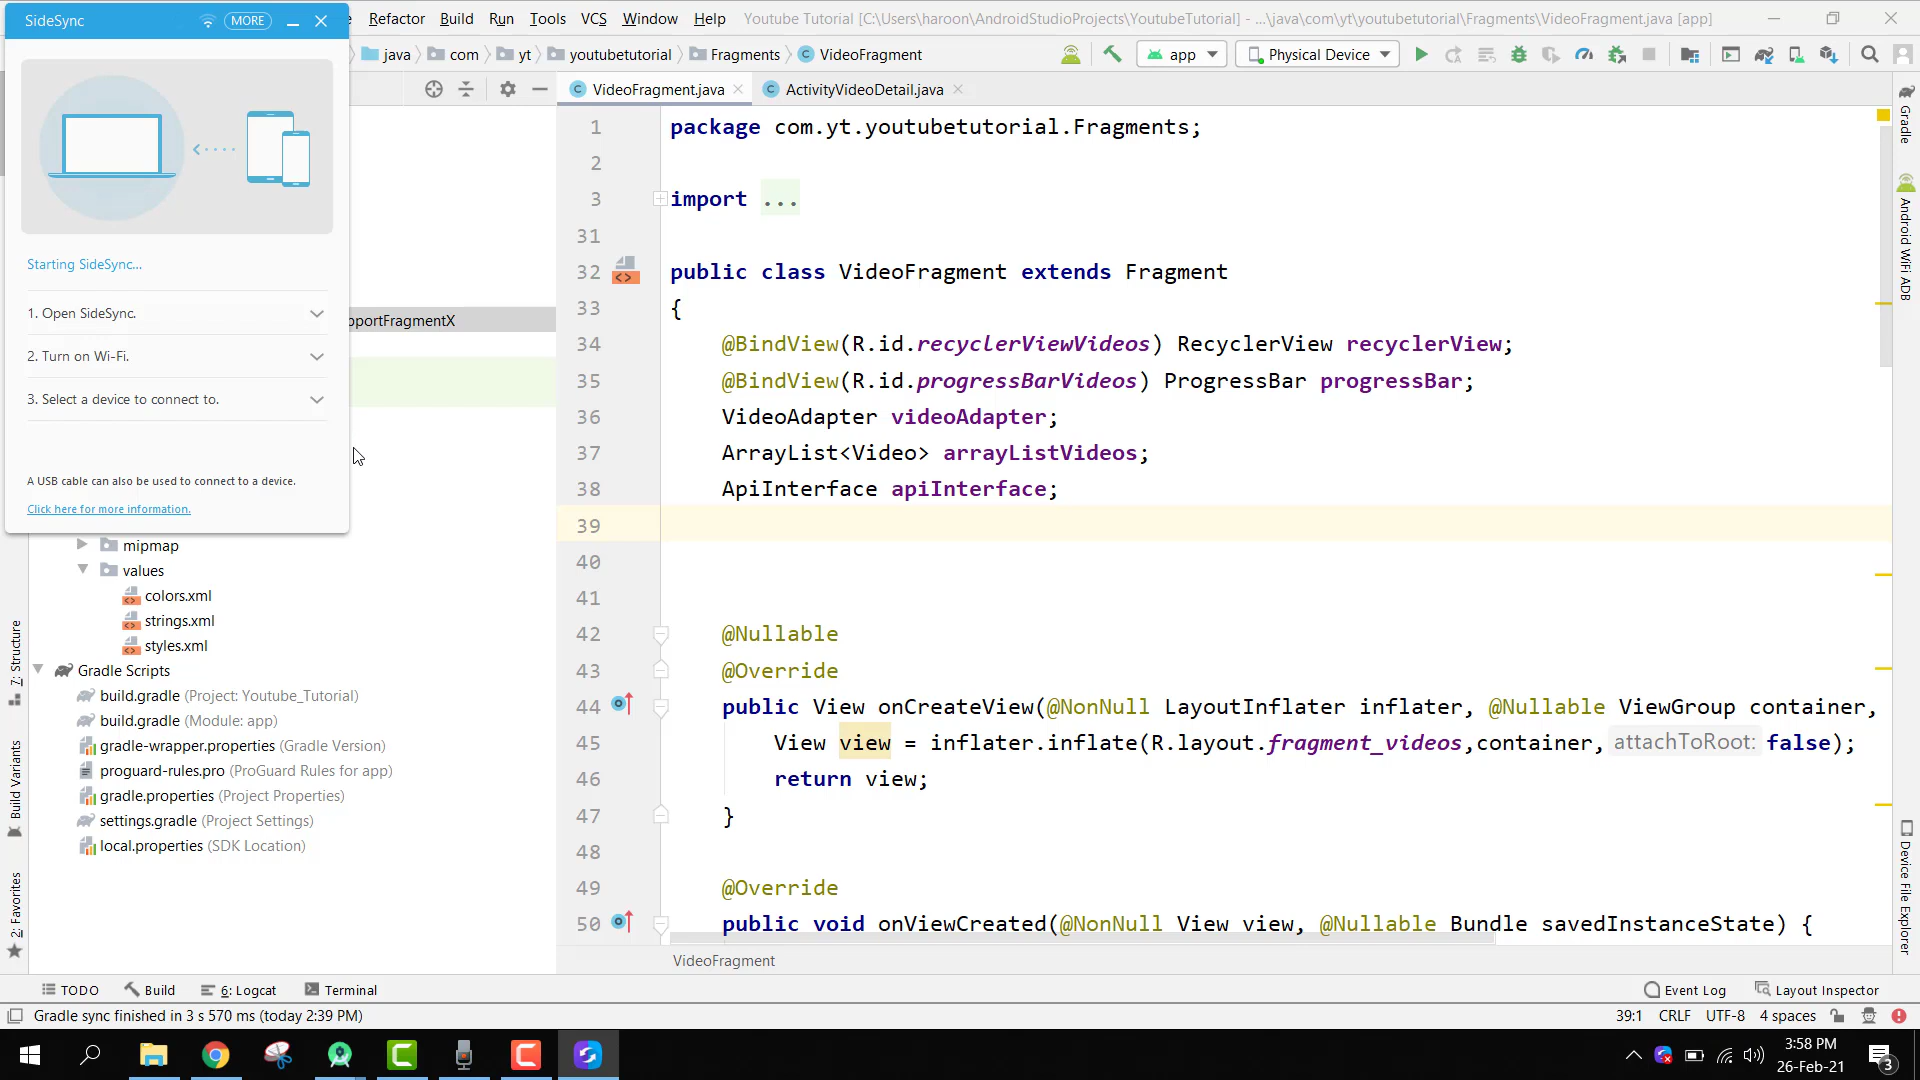 SideSync MORE
Refactor Build Run Tools VCS Window Help Youtube Tutorial [C:\Users\haroon\AndroidStudioProjects\YoutubeTutorial] - ...\java\com\yt\youtubetutorial\Fragments\VideoFragment.java [app]
java com yt youtubetutorial Fragments VideoFragment app Physical Device
VideoFragment.java ActivityVideoDetail.java
Starting SideSync...
1. Open SideSync.
2. Turn on Wi-Fi.
3. Select a device to connect to.
A USB cable can also be used to connect to a device.
Click here for more information.
pportFragmentX
mipmap
values
colors.xml
strings.xml
styles.xml
Gradle Scripts
build.gradle (Project: Youtube_Tutorial)
build.gradle (Module: app)
gradle-wrapper.properties (Gradle Version)
proguard-rules.pro (ProGuard Rules for app)
gradle.properties (Project Properties)
settings.gradle (Project Settings)
local.properties (SDK Location)
7: Structure
Build Variants
2: Favorites
1 package com.yt.youtubetutorial.Fragments;
2
3 import ...
31
32 public class VideoFragment extends Fragment
33 {
34 @BindView(R.id.recyclerViewVideos) RecyclerView recyclerView;
35 @BindView(R.id.progressBarVideos) ProgressBar progressBar;
36 VideoAdapter videoAdapter;
37 ArrayList<Video> arrayListVideos;
38 ApiInterface apiInterface;
39
40
41
42 @Nullable
43 @Override
44 public View onCreateView(@NonNull LayoutInflater inflater, @Nullable ViewGroup container,
45 View view = inflater.inflate(R.layout.fragment_videos,container, attachToRoot: false);
46 return view;
47 }
48
49 @Override
50 public void onViewCreated(@NonNull View view, @Nullable Bundle savedInstanceState) {
VideoFragment
Gradle
Android WiFi ADB
Device File Explorer
TODO Build 6: Logcat Terminal Event Log Layout Inspector
Gradle sync finished in 3 s 570 ms (today 2:39 PM) 39:1 CRLF UTF-8 4 spaces
3:58 PM
26-Feb-21
3